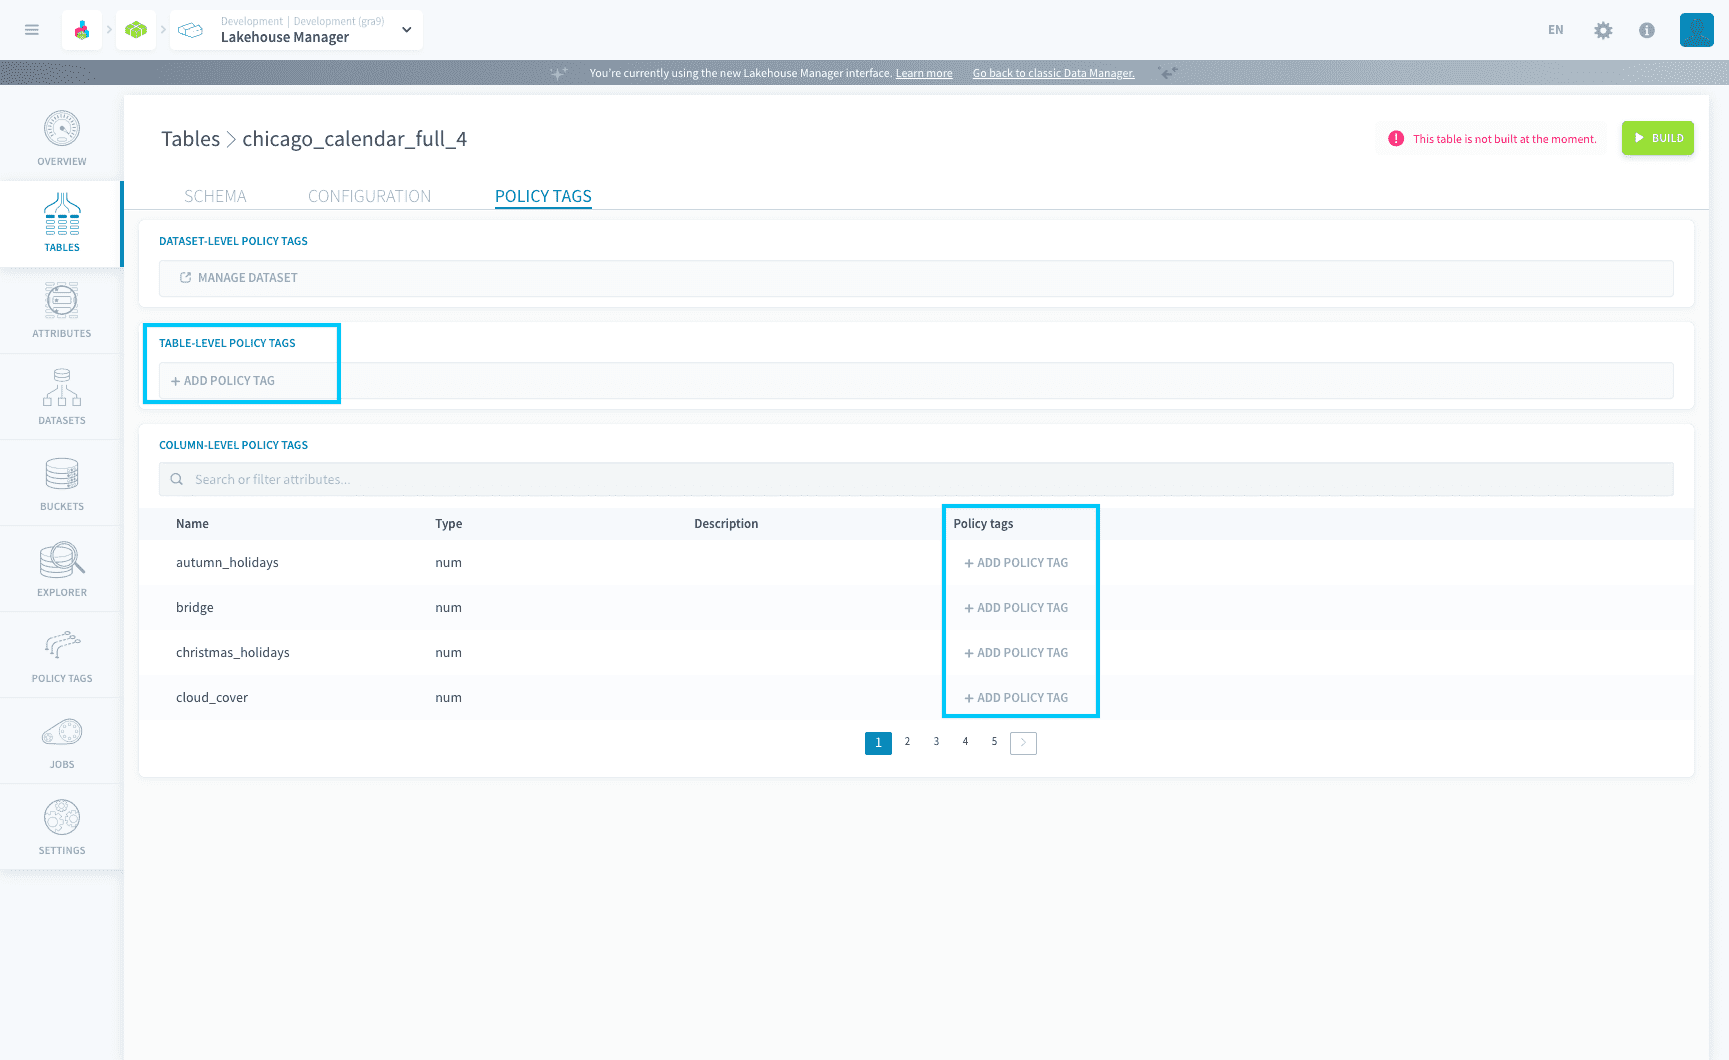 Development | Development (gra9)
Lakehouse Manager
EN
You're currently using the new Lakehouse Manager interface. Learn more Go back to classic Data Manager.
OVERVIEW
TABLES
ATTRIBUTES
DATASETS
BUCKETS
EXPLORER
POLICY TAGS
JOBS
SETTINGS
Tables > chicago_calendar_full_4
This table is not built at the moment.
BUILD
SCHEMA CONFIGURATION POLICY TAGS
DATASET-LEVEL POLICY TAGS
MANAGE DATASET
TABLE-LEVEL POLICY TAGS
+ ADD POLICY TAG
COLUMN-LEVEL POLICY TAGS
Search or filter attributes...
Name Type Description Policy tags
autumn_holidays num + ADD POLICY TAG
bridge num + ADD POLICY TAG
christmas_holidays num + ADD POLICY TAG
cloud_cover num + ADD POLICY TAG
1 2 3 4 5 >